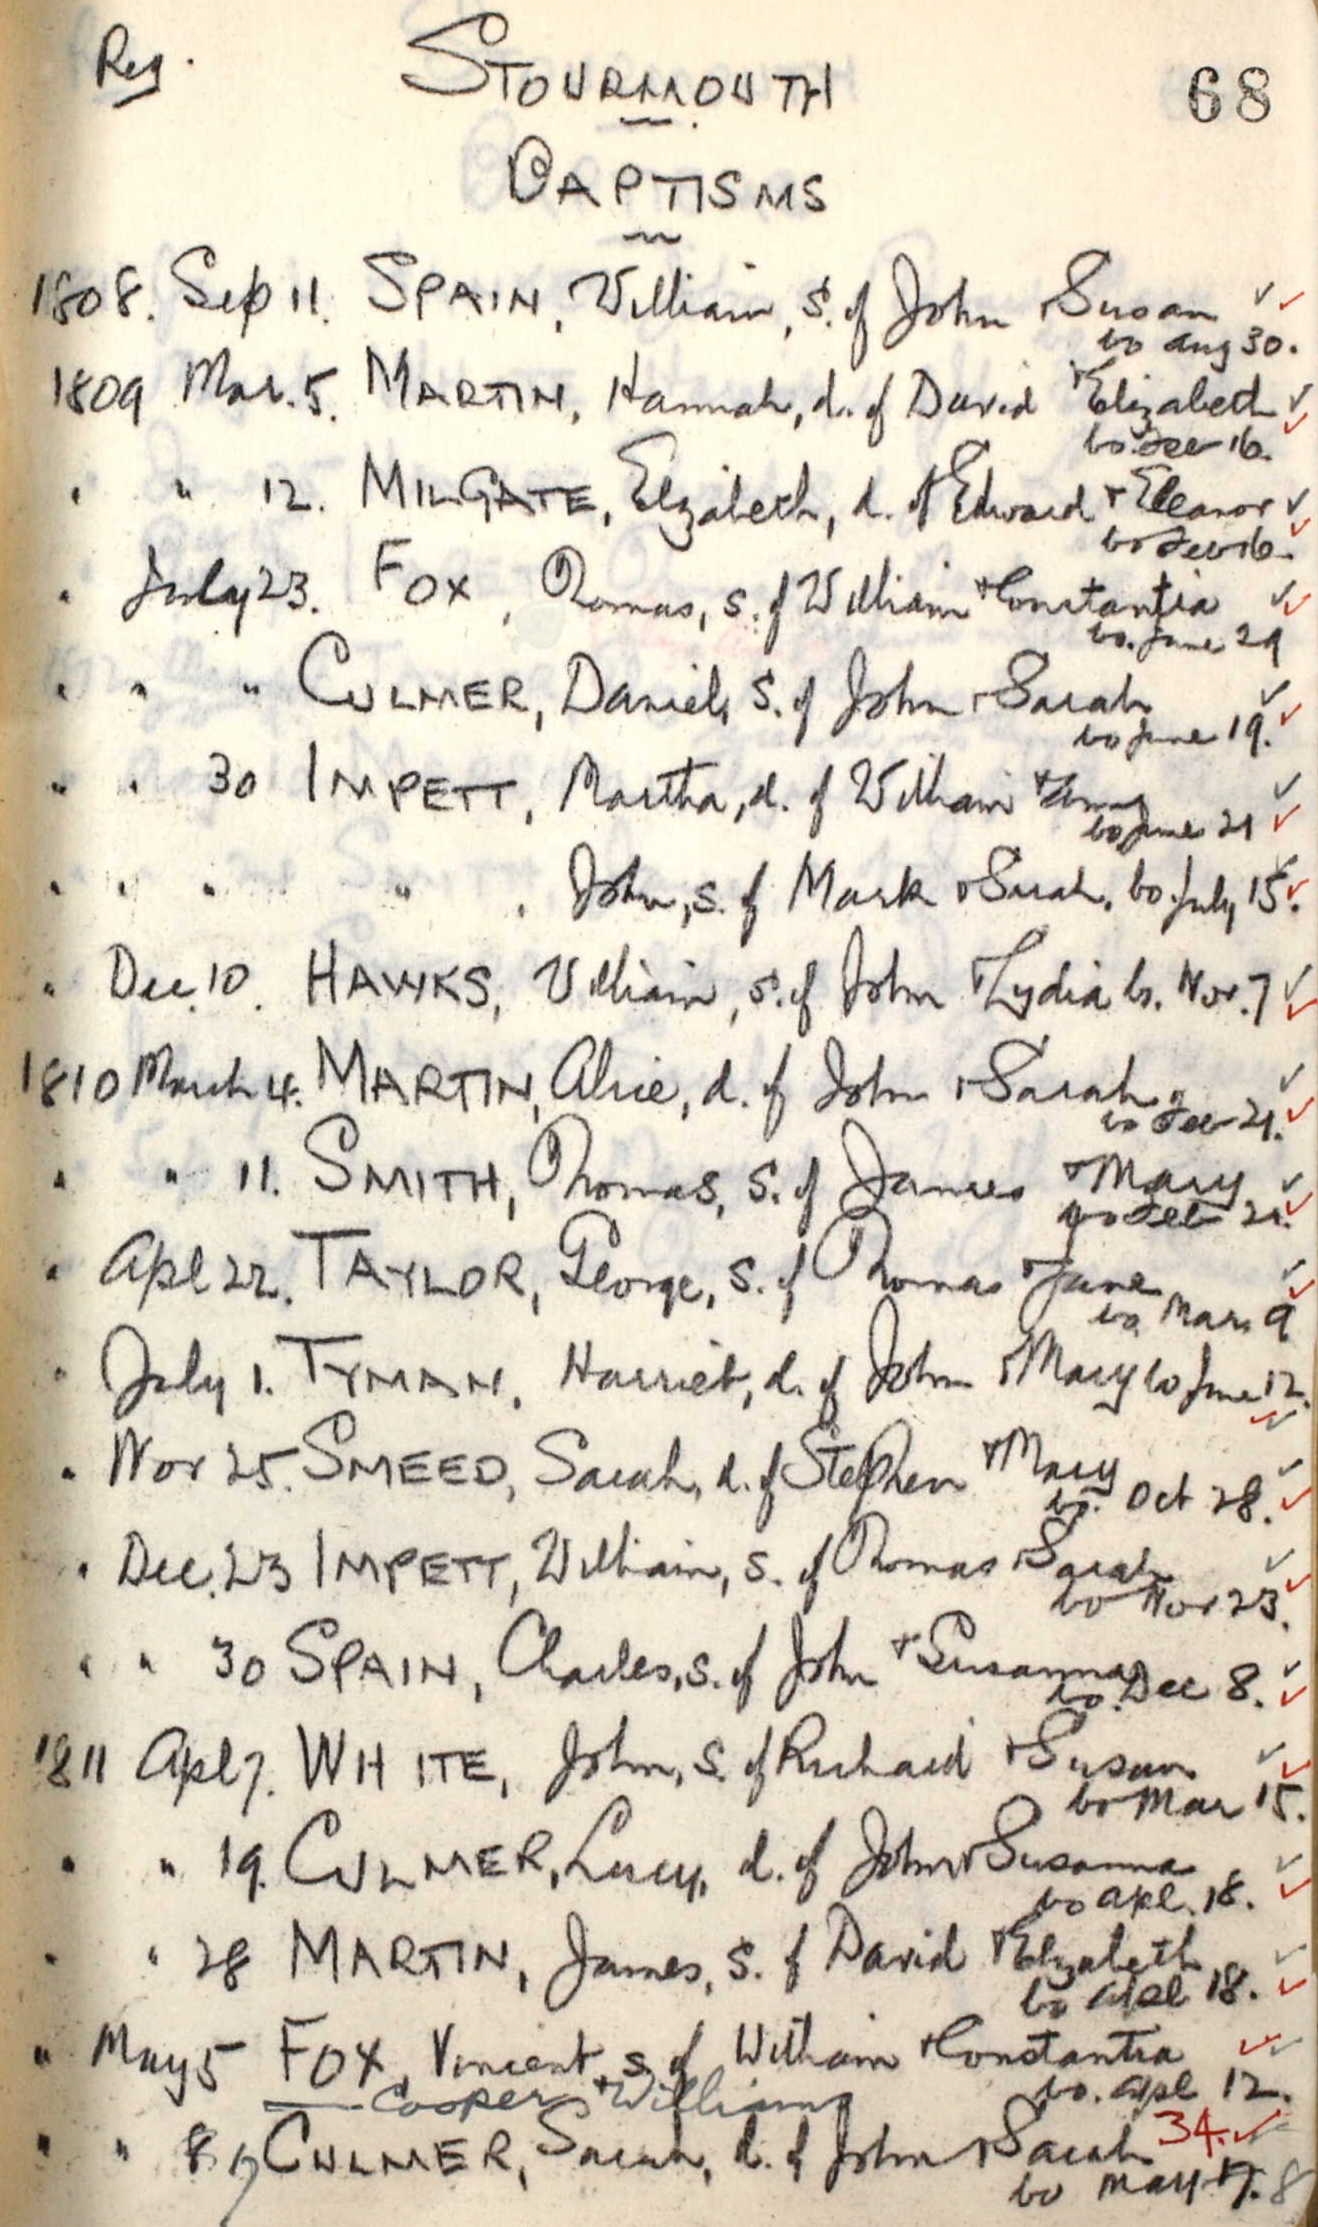 Reg. STOURMOUTH 68
BAPTISMS
1808. Sep 11. SPAIN, William, s. of John + Susan
bo Aug 30.
1809 Mar. 5. MARTIN, Hannah, d. of David + Elizabeth
bo. Feb 16.
" " 12. MILGATE, Elizabeth, d. of Edward + Eleanor
bo Feb 16.
" July 23. FOX, Thomas, s. of William + Constantia
bo. June 29
" " " CULMER, Daniel, s. of John + Sarah
bo June 19.
" " 30 IMPETT, Martha, d. of William + Amy
bo June 21
" " " " , John, s. of Mark + Sarah. bo July 15.
" Dec. 10. HAWKS, William, s. of John + Lydia b. Nov. 7
1810 March 4. MARTIN, Alice, d. of John + Sarah.
bo Feb 21.
" " 11. SMITH, Thomas, s. of James + Mary
bo Feb 21.
" Apl 22. TAYLOR, George, s. of Thomas + Jane
bo Mar. 9
" July 1. TYMAN, Harriet, d. of John + Mary bo June 12.
" Nov 25. SMEED, Sarah, d. of Stephen + Mary
bo. Oct 28.
" Dec. 23 IMPETT, William, s. of Thomas + Sarah
bo Nov 23.
" " 30 SPAIN, Charles, s. of John + Susanna
bo. Dec 8.
1811 Apl 7. WHITE, John, s. of Richard + Susan
bo Mar 15.
" " 19. CULMER, Lucy, d. of John + Susanna
bo Apl. 18.
" " 28 MARTIN, James, s. of David + Elizabeth
bo Apl 18.
" May 5 FOX, Vincent, s. of William + Constantia
bo. Apl 12.
Cooper + Williams
" " 8 CULMER, Sarah, d. of John + Sarah 34.
bo May 8